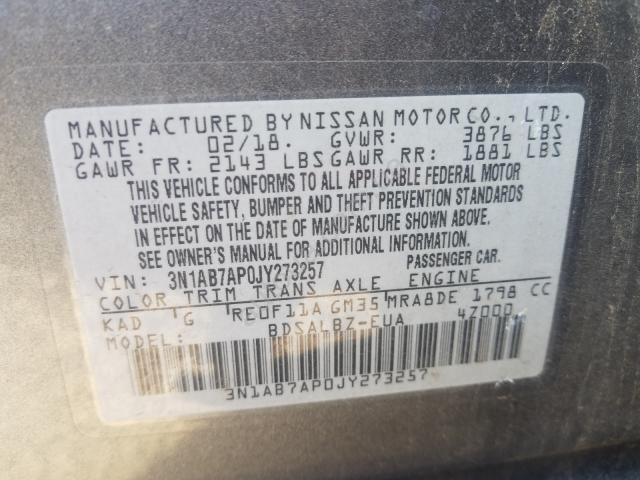 MANUFACTURED BY NISSAN MOTOR CO., LTD.
DATE: 02/18. GVWR: 3876 LBS
GAWR FR: 2143 LBS GAWR RR: 1881 LBS
THIS VEHICLE CONFORMS TO ALL APPLICABLE FEDERAL MOTOR
VEHICLE SAFETY, BUMPER AND THEFT PREVENTION STANDARDS
IN EFFECT ON THE DATE OF MANUFACTURE SHOWN ABOVE.
SEE OWNER'S MANUAL FOR ADDITIONAL INFORMATION.
VIN: 3N1AB7AP0JY273257 PASSENGER CAR.
COLOR TRIM TRANS AXLE ENGINE
KAD G RE0F11A GM35 MRA8DE 1798 CC
MODEL: BDSALBZ-EUA 4Z000
3N1AB7AP0JY273257